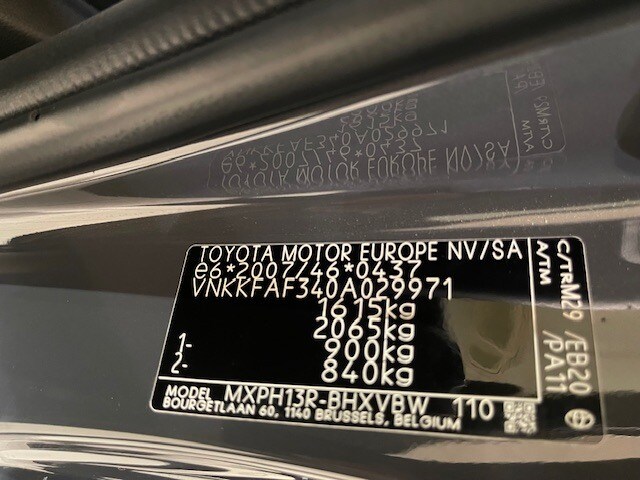 TOYOTA MOTOR EUROPE NV/SA
e6*2007/46*0437
VNKKFAF340A029971
1615kg
2065kg
1- 900kg
2- 840kg
MODEL MXPH13R-BHXVBW 110
BOURGETLAAN 60, 1140 BRUSSELS, BELGIUM
C/TR M29 /EB20
A/TM /PA11